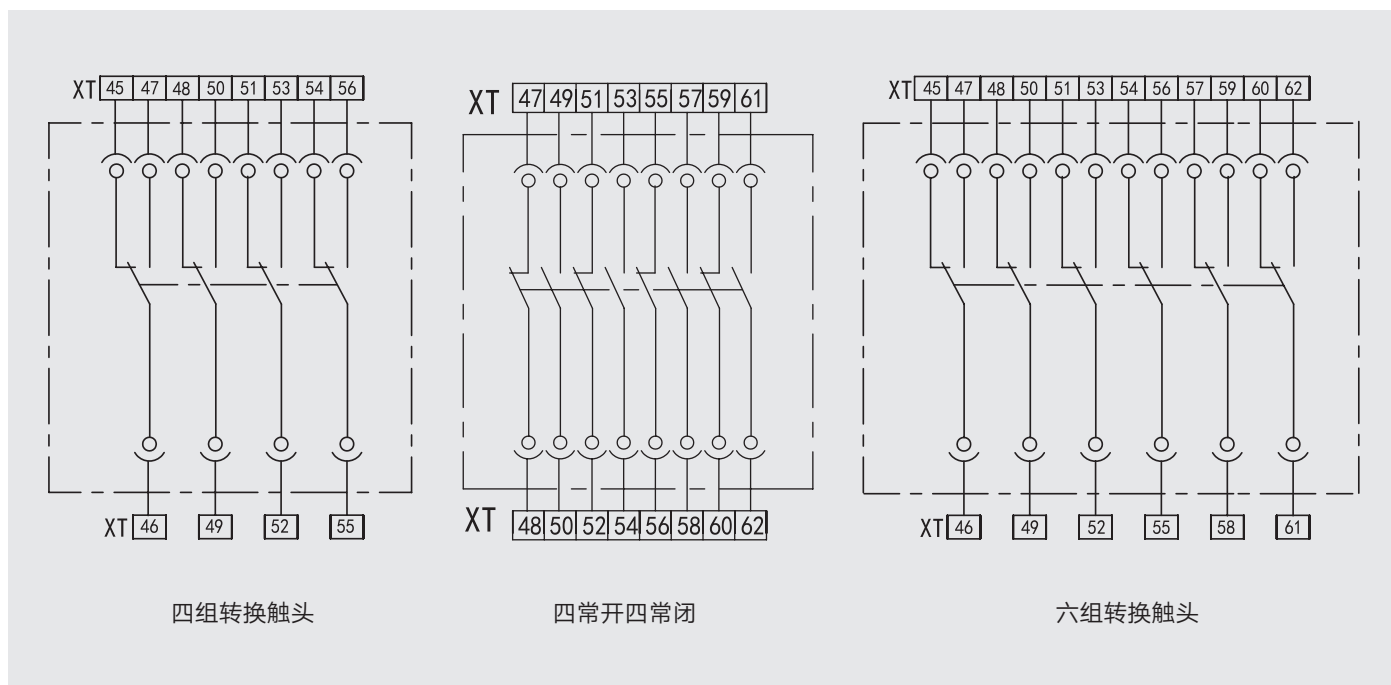 XT 45 47 48 50 51 53 54 56
XT 46 49 52 55
四组转换触头
XT 47 49 51 53 55 57 59 61
XT 48 50 52 54 56 58 60 62
四常开四常闭
XT 45 47 48 50 51 53 54 56 57 59 60 62
XT 46 49 52 55 58 61
六组转换触头